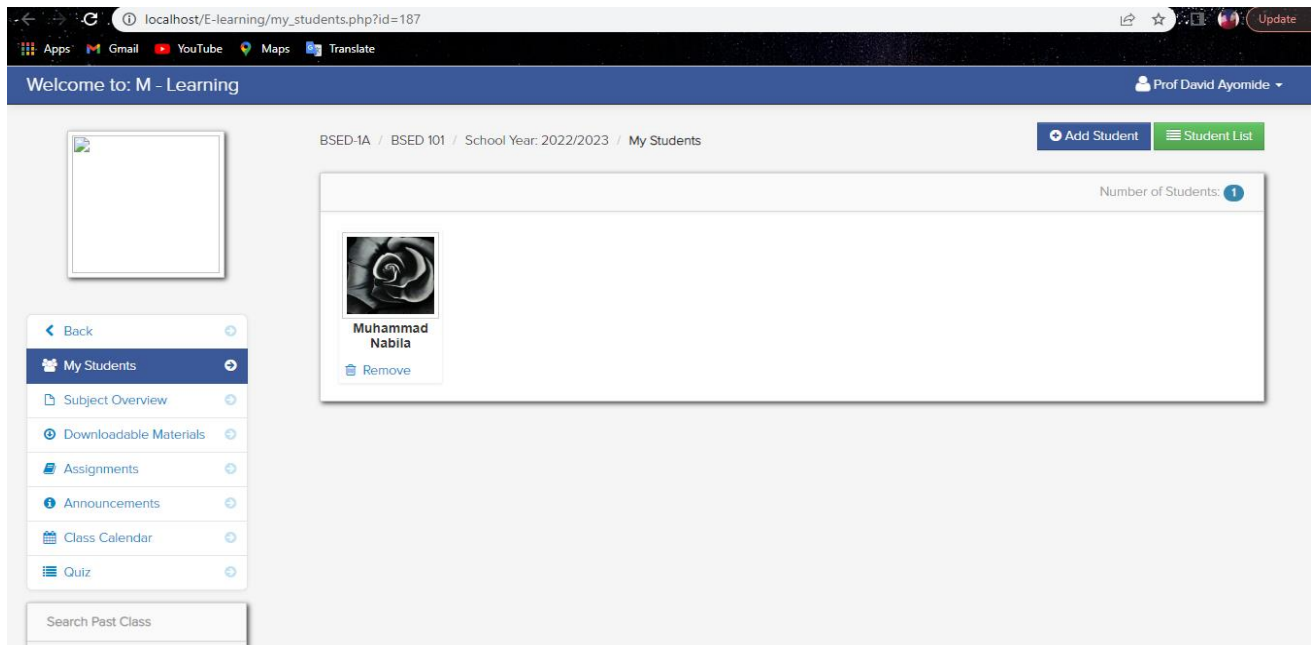 localhost/E-learning/my_students.php?id=187
Update
Apps Gmail YouTube Maps Translate
Welcome to: M - Learning
Prof David Ayomide
BSED-1A / BSED 101 / School Year: 2022/2023 / My Students
Add Student
Student List
Number of Students: 1
Muhammad
Nabila
Remove
Back
My Students
Subject Overview
Downloadable Materials
Assignments
Announcements
Class Calendar
Quiz
Search Past Class